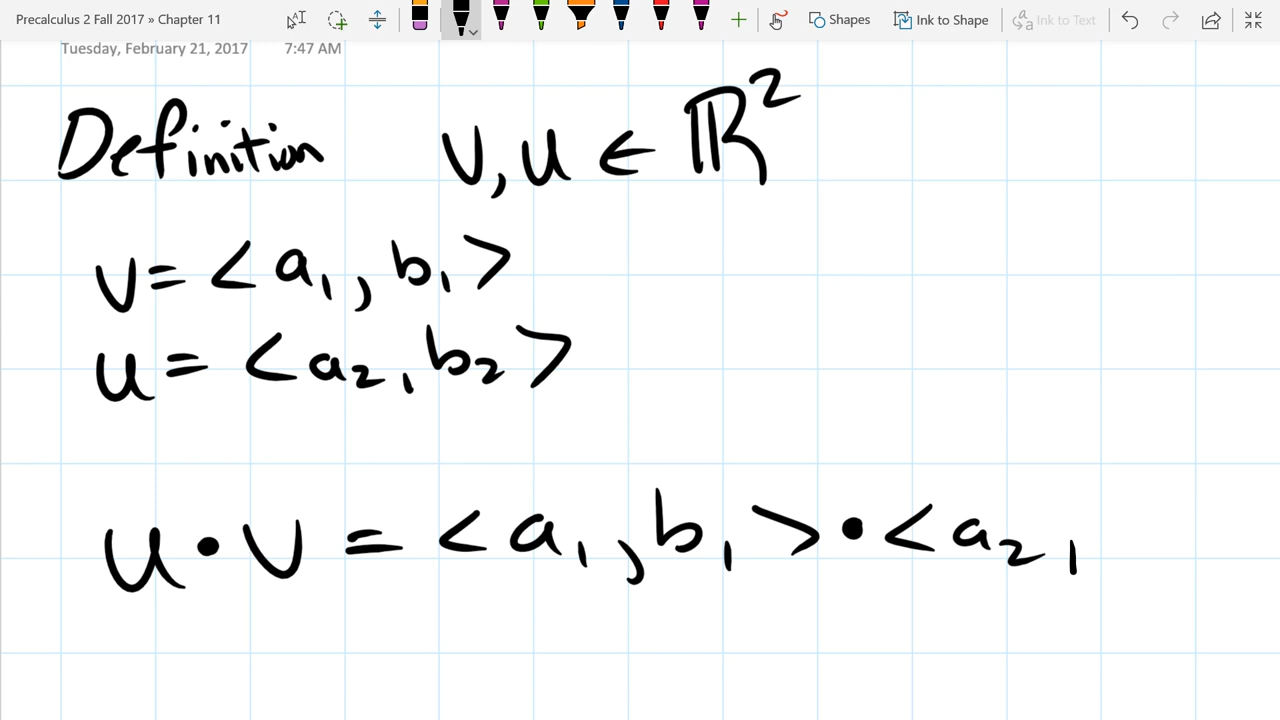 Precalculus 2 Fall 2017 » Chapter 11
Shapes
Ink to Shape
Ink to Text
Tuesday, February 21, 2017 7:47 AM
Definition v, u ∈ ℝ²
v = <a₁, b₁>
u = <a₂, b₂>
u • v = <a₁, b₁> • <a₂,